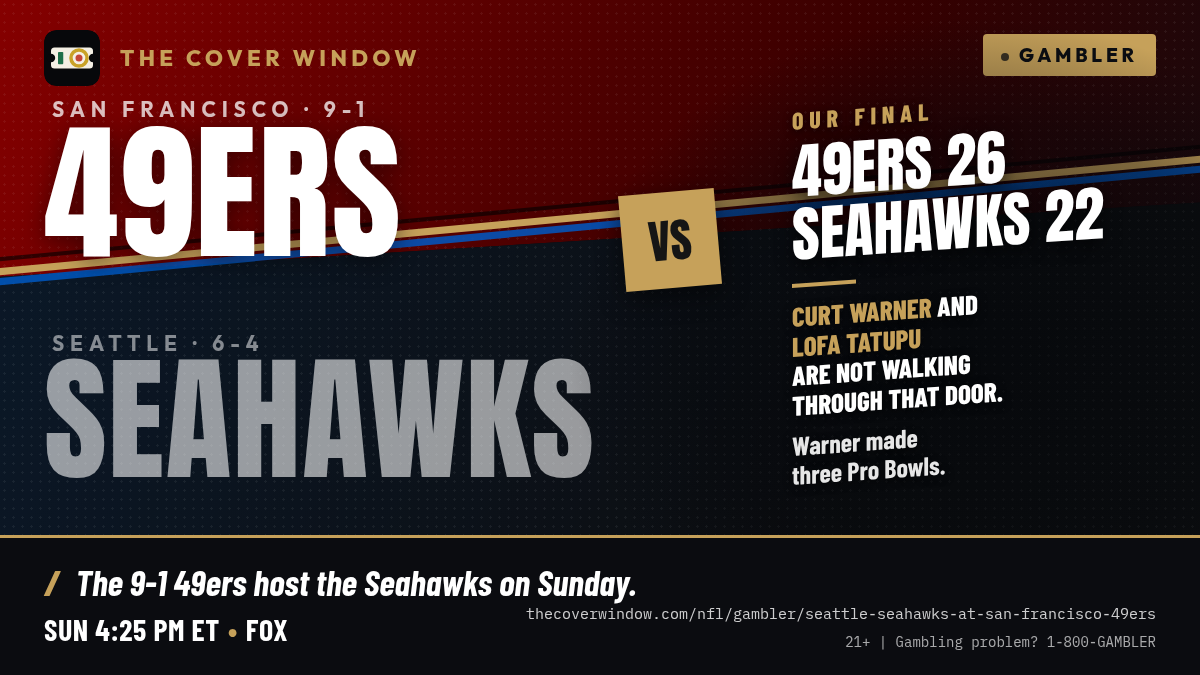 THE COVER WINDOW
• GAMBLER
SAN FRANCISCO · 9-1
49ERS
SEATTLE · 6-4
SEAHAWKS
VS
OUR FINAL
49ERS 26
SEAHAWKS 22
CURT WARNER AND
LOFA TATUPU
ARE NOT WALKING
THROUGH THAT DOOR.
Warner made
three Pro Bowls.
/ The 9-1 49ers host the Seahawks on Sunday.
SUN 4:25 PM ET • FOX
thecoverwindow.com/nfl/gambler/seattle-seahawks-at-san-francisco-49ers
21+ | Gambling problem? 1-800-GAMBLER